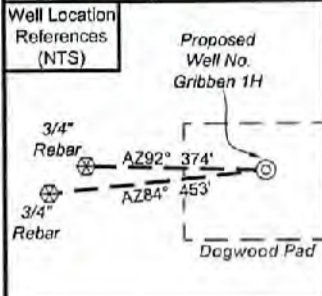 Well Location
References
(NTS)
Proposed
Well No.
Gribben 1H
3/4"
Rebar
AZ92° 374'
AZ84° 453'
3/4"
Rebar
Dogwood Pad